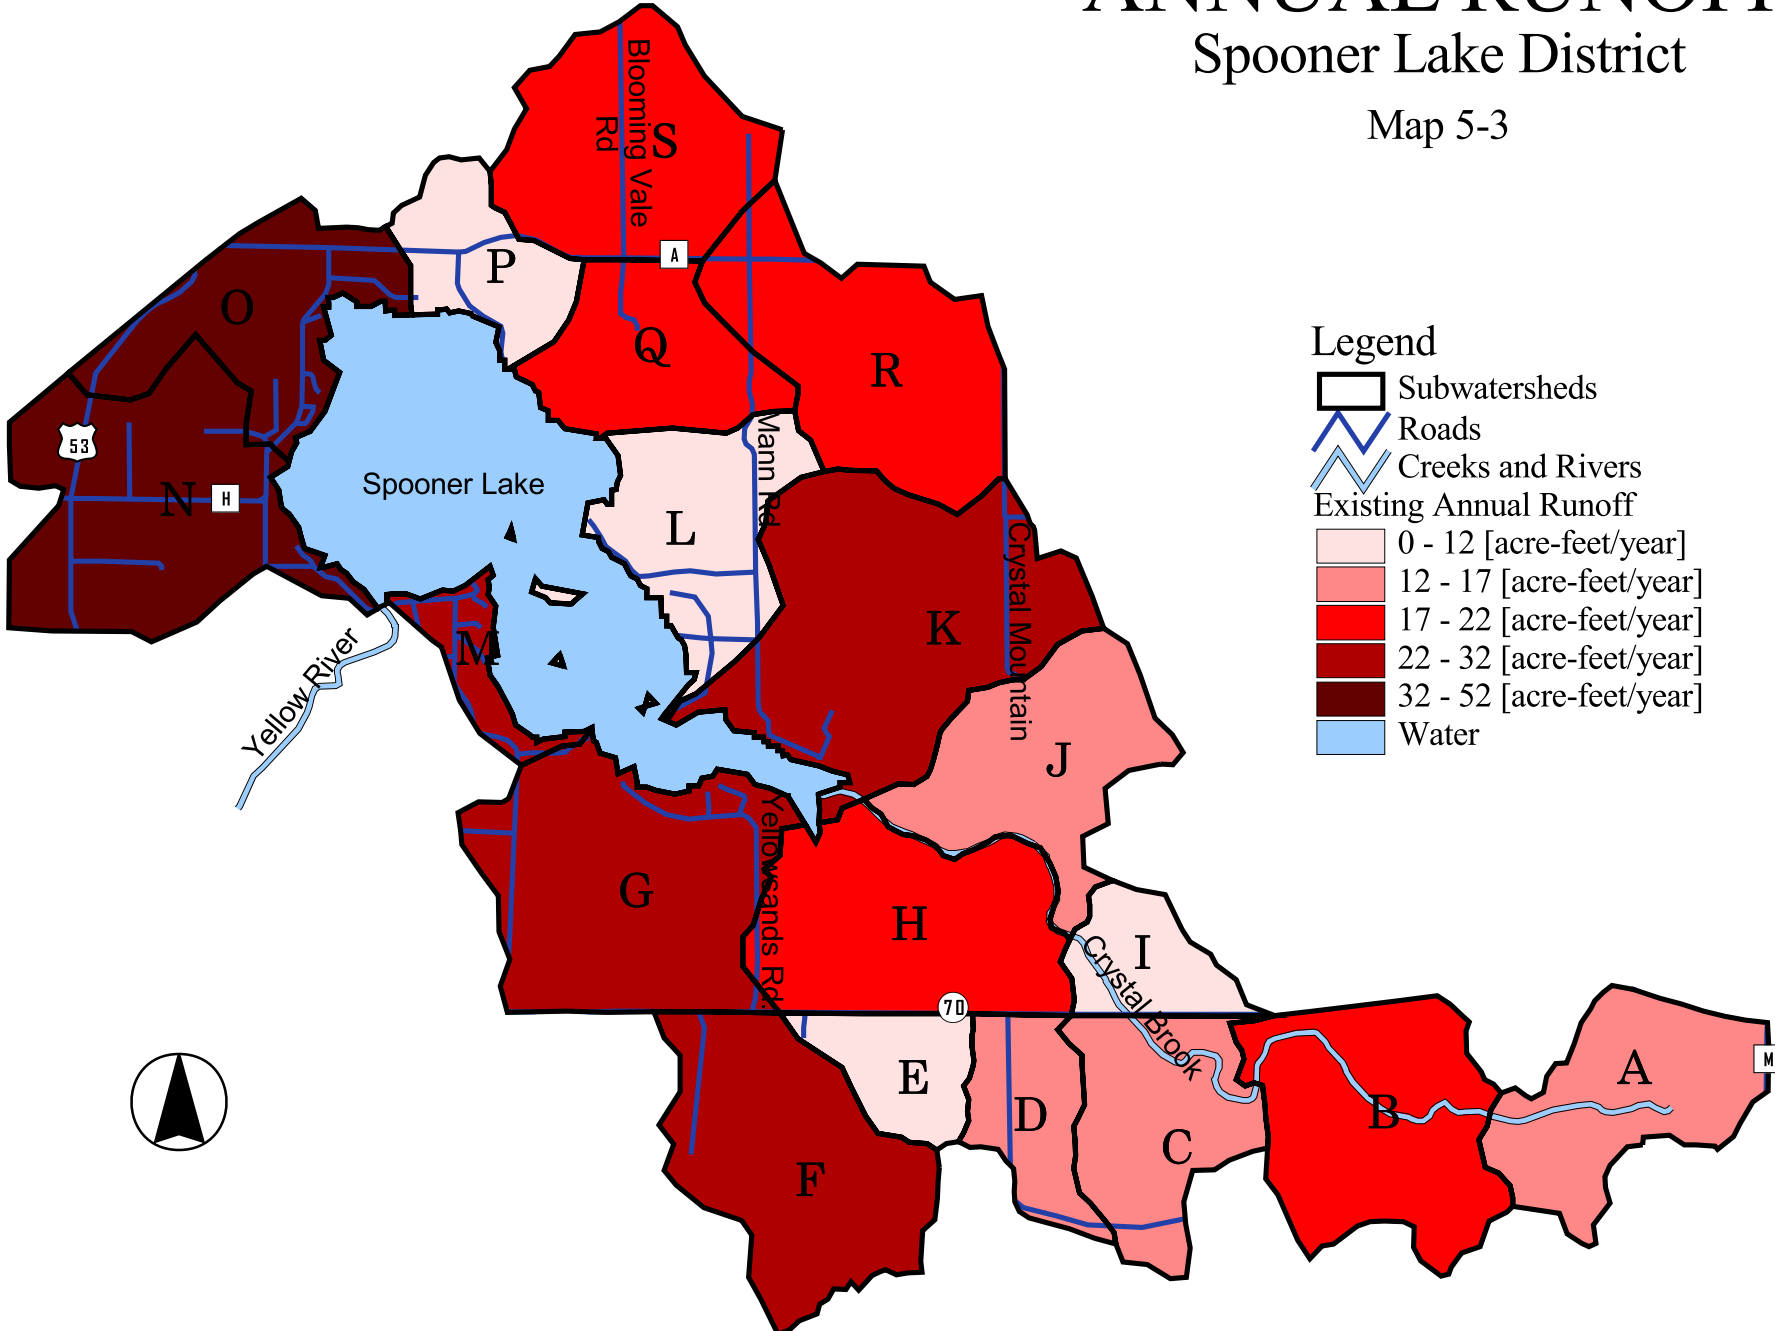 ANNUAL RUNOFF
Spooner Lake District
Map 5-3
Blooming Vale
Rd
S
A
P
O
Q
R
Legend
Subwatersheds
Roads
Creeks and Rivers
Existing Annual Runoff
0 - 12 [acre-feet/year]
12 - 17 [acre-feet/year]
17 - 22 [acre-feet/year]
22 - 32 [acre-feet/year]
32 - 52 [acre-feet/year]
Water
53
N
H
Spooner Lake
Mann Rd
L
K
Crystal Mountain
M
Yellow River
J
G
Yellowsands Rd.
H
I
Crystal Brook
70
E
D
C
B
A
M
F